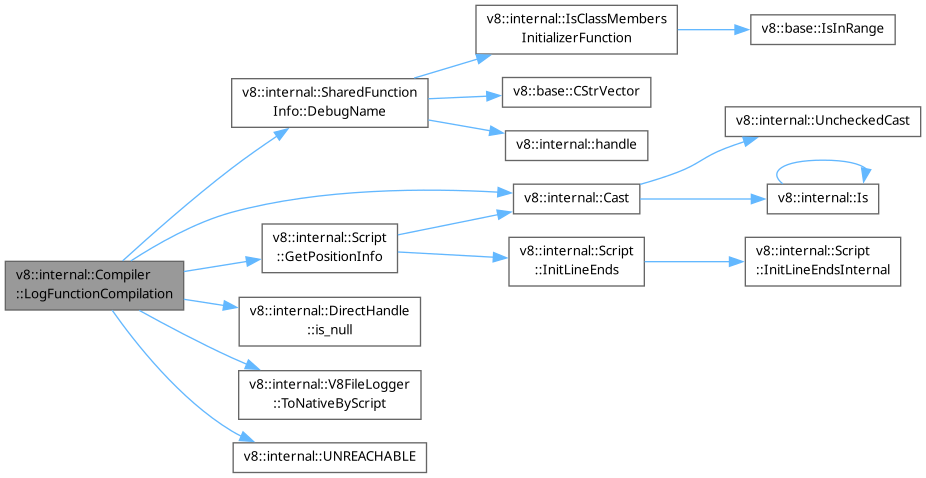 v8::internal::Compiler
::LogFunctionCompilation
v8::internal::SharedFunction
Info::DebugName
v8::internal::IsClassMembers
InitializerFunction
v8::base::IsInRange
v8::base::CStrVector
v8::internal::handle
v8::internal::Cast
v8::internal::UncheckedCast
v8::internal::Is
v8::internal::Script
::GetPositionInfo
v8::internal::Script
::InitLineEnds
v8::internal::Script
::InitLineEndsInternal
v8::internal::DirectHandle
::is_null
v8::internal::V8FileLogger
::ToNativeByScript
v8::internal::UNREACHABLE